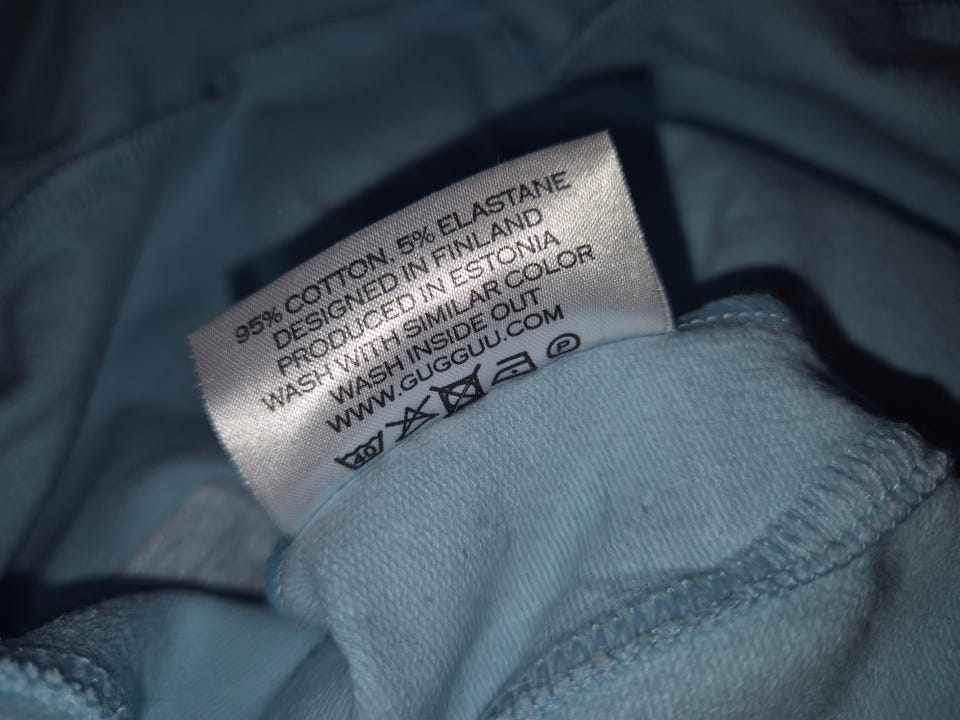 95% COTTON, 5% ELASTANE
DESIGNED IN FINLAND
PRODUCED IN ESTONIA
WASH WITH SIMILAR COLOR
WASH INSIDE OUT
WWW.GUGGUU.COM
40 P